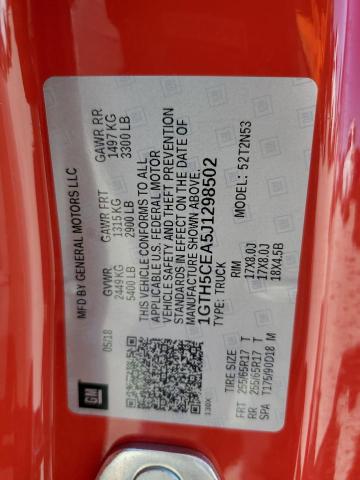 GM
MFD BY GENERAL MOTORS LLC
05/18
GVWR GAWR FRT GAWR RR
2449 KG 1315 KG 1497 KG
5400 LB 2900 LB 3300 LB
THIS VEHICLE CONFORMS TO ALL
APPLICABLE U.S. FEDERAL MOTOR
VEHICLE SAFETY AND THEFT PREVENTION
STANDARDS IN EFFECT ON THE DATE OF
MANUFACTURE SHOWN ABOVE.
1GTH5CEA5J1298502
TYPE: TRUCK MODEL: 52T2N53
330X
TIRE SIZE RIM
FRT 255/65R17 T 17X8.0J
RR 255/65R17 T 17X8.0J
SPA T175/90D18 M 18X4.5B